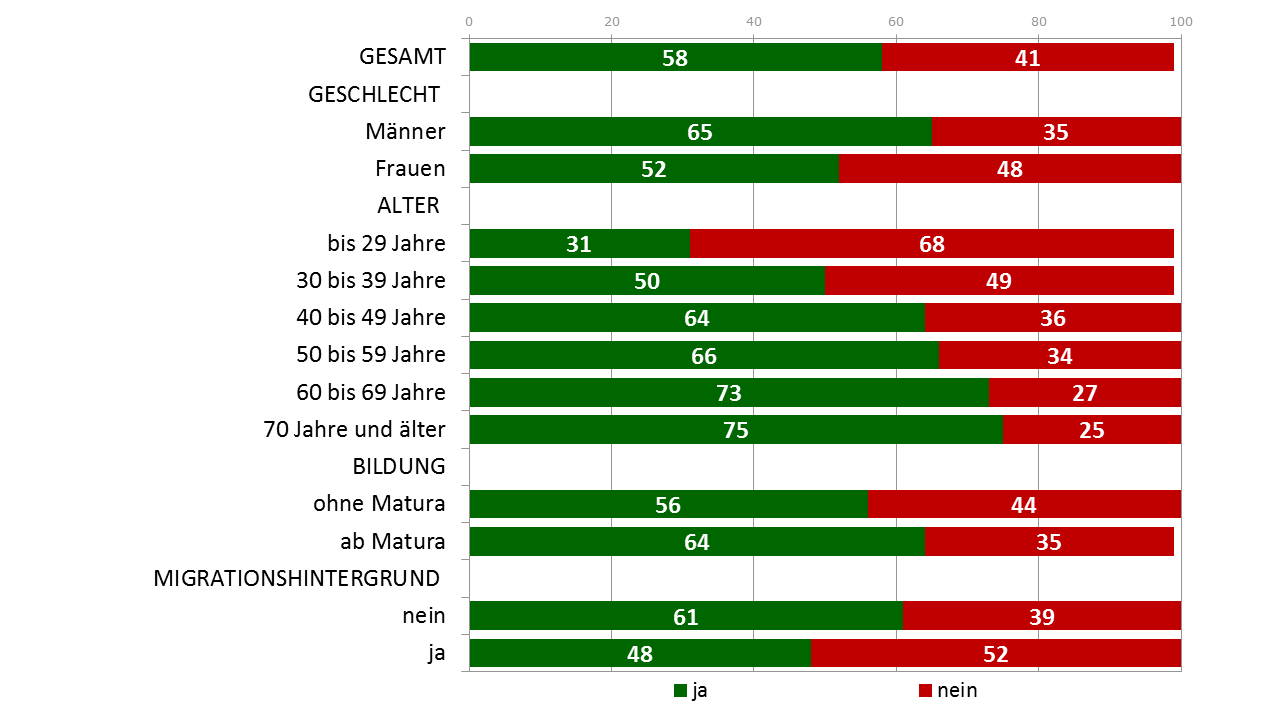 0 20 40 60 80 100
GESAMT 58 41
GESCHLECHT
Männer 65 35
Frauen 52 48
ALTER
bis 29 Jahre 31 68
30 bis 39 Jahre 50 49
40 bis 49 Jahre 64 36
50 bis 59 Jahre 66 34
60 bis 69 Jahre 73 27
70 Jahre und älter 75 25
BILDUNG
ohne Matura 56 44
ab Matura 64 35
MIGRATIONSHINTERGRUND
nein 61 39
ja 48 52
ja nein